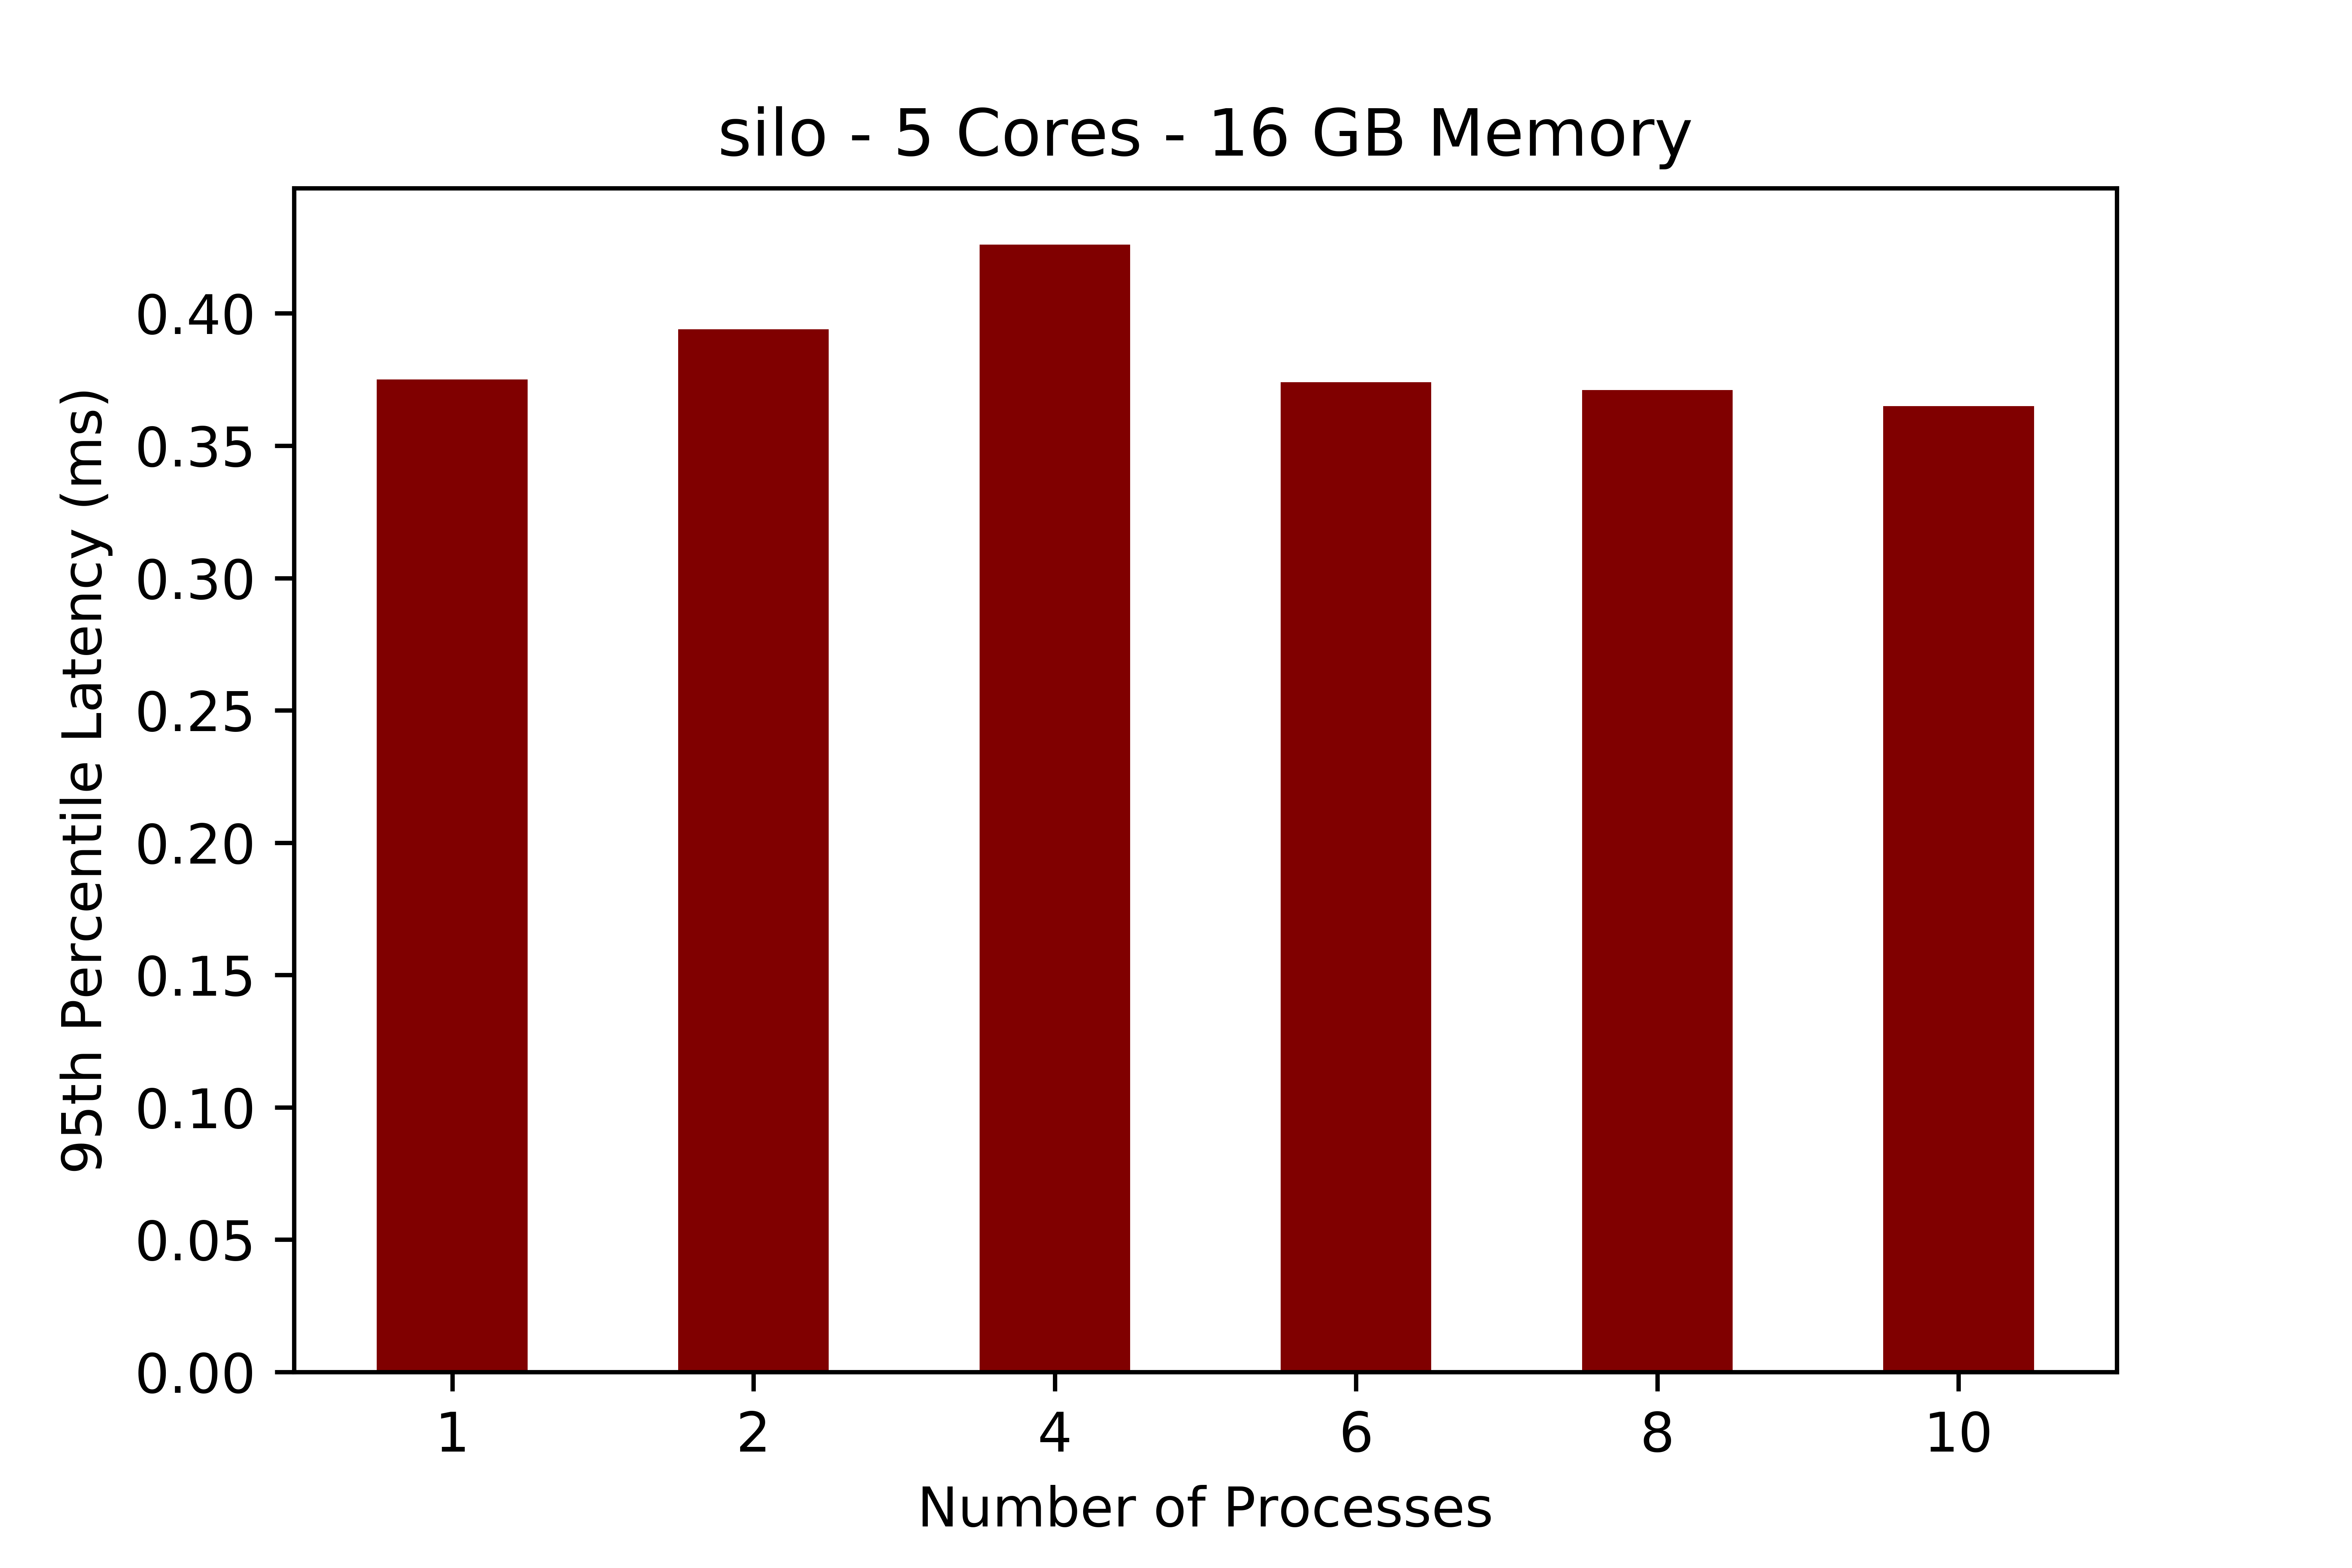 silo - 5 Cores - 16 GB Memory
95th Percentile Latency (ms)
0.40
0.35
0.30
0.25
0.20
0.15
0.10
0.05
0.00
1 2 4 6 8 10
Number of Processes